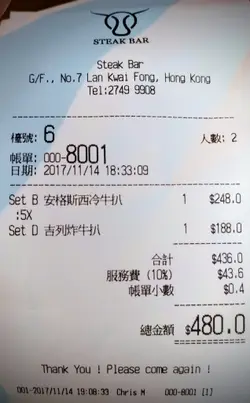 STEAK BAR
Steak Bar
G/F., No.7 Lan Kwai Fong, Hong Kong
Tel:2749 9908
檯號: 6 人數: 2
帳單: 000-8001
日期: 2017/11/14 18:33:09
Set B 安格斯西冷牛扒 1 $248.0
:5X
Set D 吉列炸牛扒 1 $188.0
合計 $436.0
服務費 (10%) $43.6
帳單小數 $0.4
總金額 $480.0
Thank You ! Please come again !
001-2017/11/14 19:08:33 Chris M 000-8001 [1]